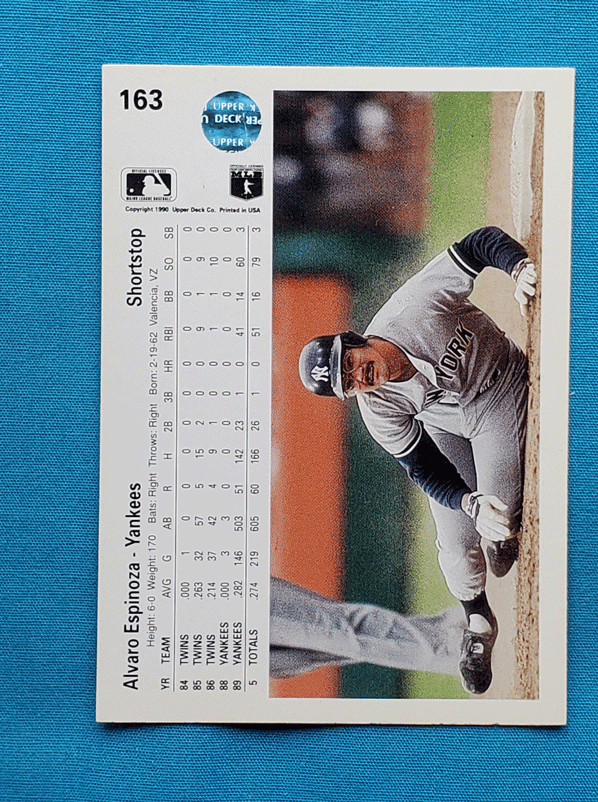 163
UPPER
DECK
UPPER
OFFICIAL LICENSEE
MAJOR LEAGUE BASEBALL
Copyright 1990 Upper Deck Co. Printed in USA
Alvaro Espinoza - Yankees Shortstop
Height: 6-0 Weight: 170 Bats: Right Throws: Right Born: 2-19-62 Valencia, VZ
YR TEAM AVG G AB R H 2B 3B HR RBI BB SO SB
84 TWINS .000 1 0 0 0 0 0 0 0 0 0 0
85 TWINS .263 32 57 5 15 2 0 0 9 1 9 0
86 TWINS .214 37 42 4 9 1 0 0 1 1 10 0
88 YANKEES .000 3 3 0 0 0 0 0 0 0 0 0
89 YANKEES .282 146 503 51 142 23 1 0 41 14 60 3
5 TOTALS .274 219 605 60 166 26 1 0 51 16 79 3
NY
YORK